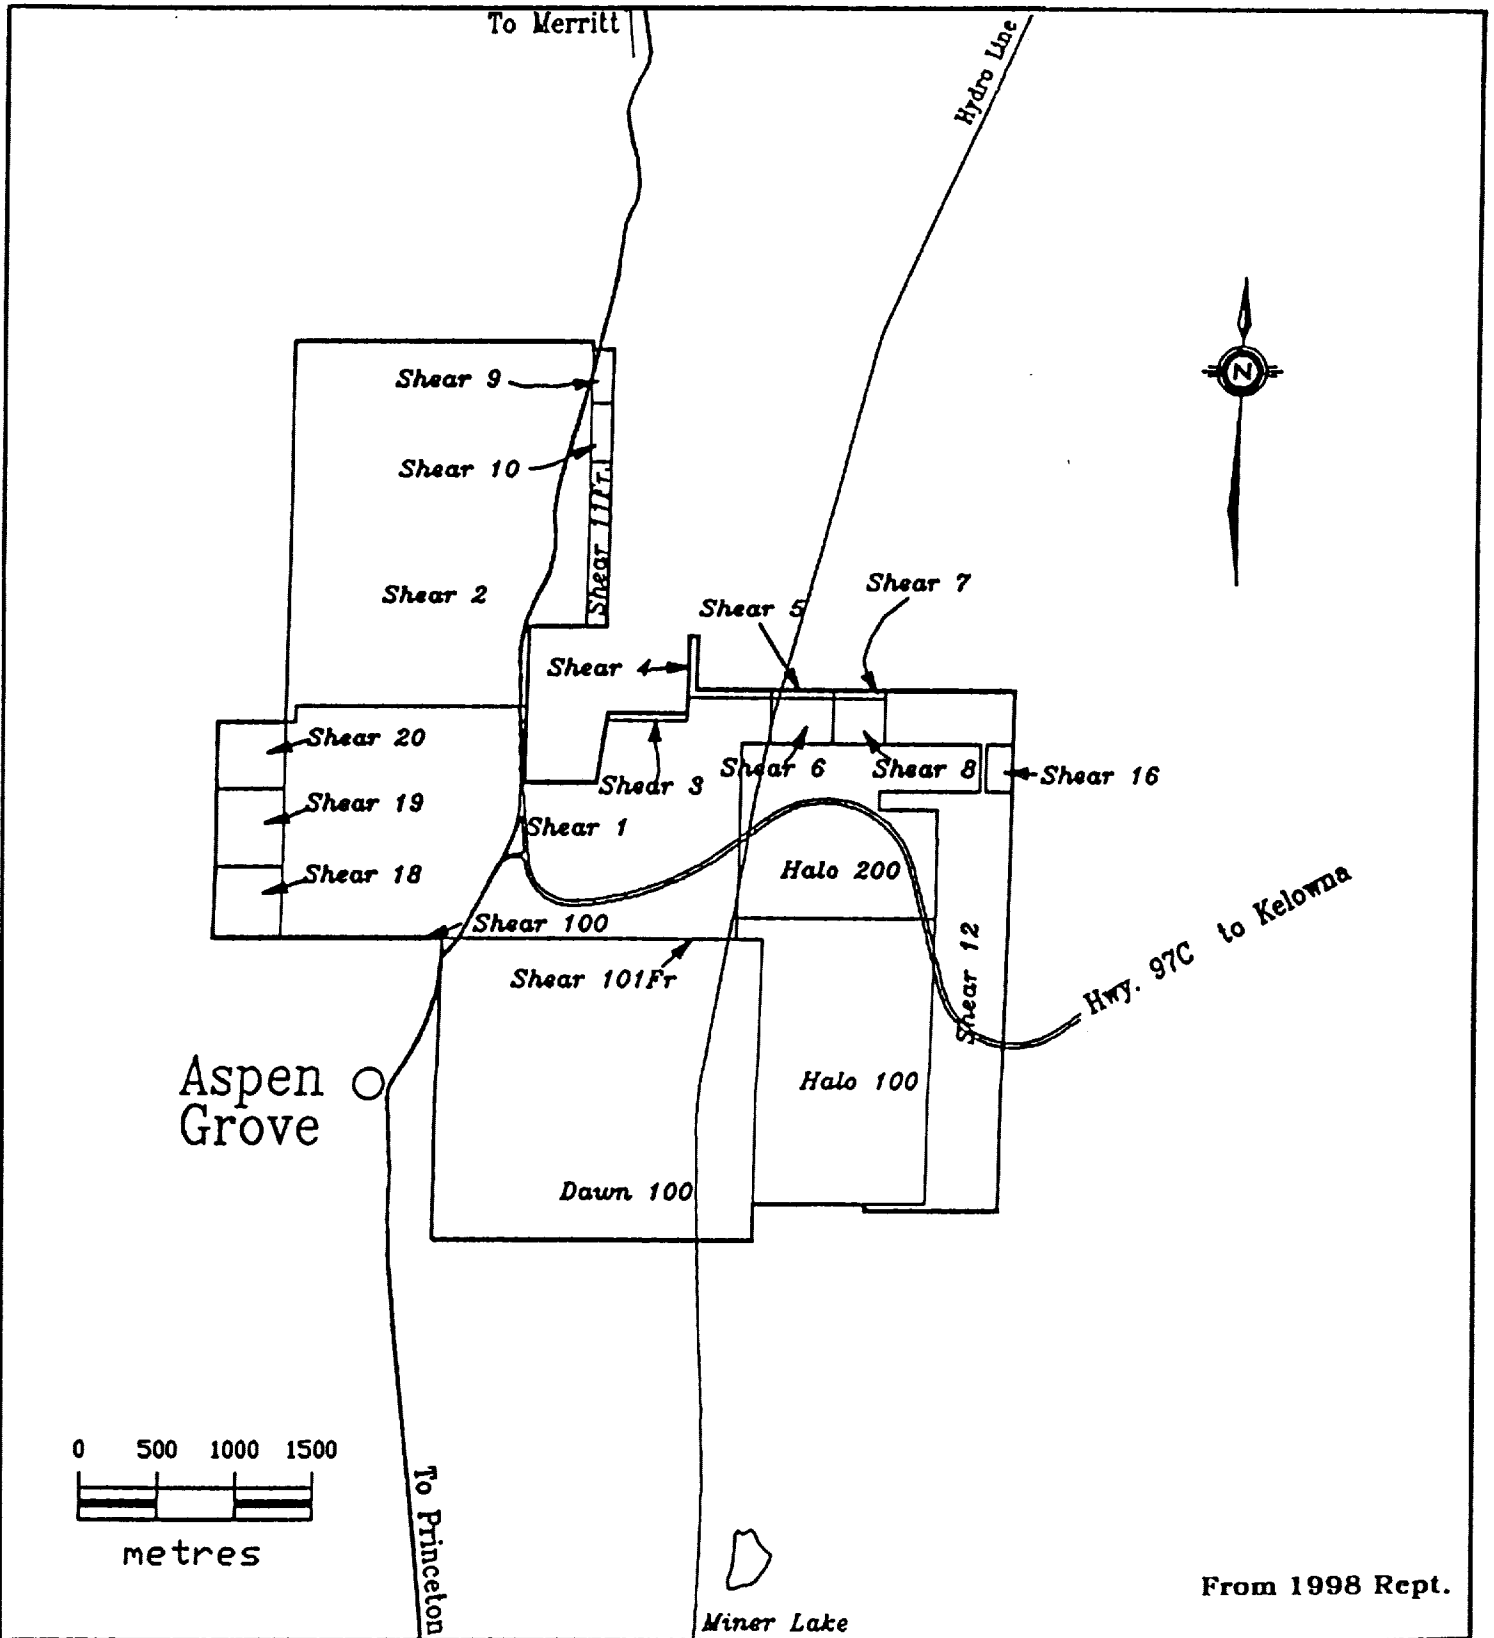 To Merritt
Hydro Line
N
Shear 9
Shear 10
Shear 11Fr.
Shear 2
Shear 7
Shear 5
Shear 4
Shear 20
Shear 6
Shear 8
Shear 16
Shear 3
Shear 19
Shear 1
Halo 200
Shear 18
Shear 100
Shear 12
Hwy. 97C to Kelowna
Shear 101Fr
Aspen
Grove
Halo 100
Dawn 100
0 500 1000 1500
metres
To Princeton
From 1998 Rept.
Miner Lake